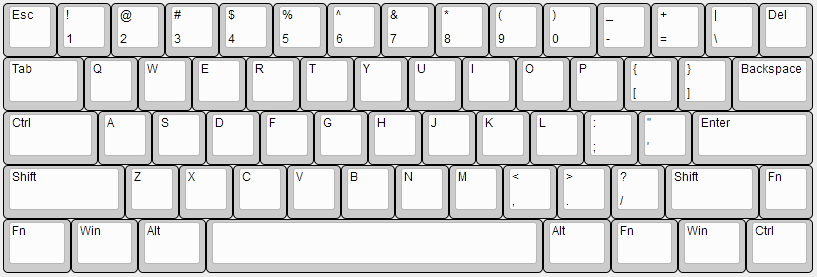 Esc ! @ # $ % ^ & * ( ) _ + | Del
1 2 3 4 5 6 7 8 9 0 - = \
Tab Q W E R T Y U I O P { } Backspace
[ ]
Ctrl A S D F G H J K L : " Enter
; '
Shift Z X C V B N M < > ? Shift Fn
, . /
Fn Win Alt Alt Fn Win Ctrl